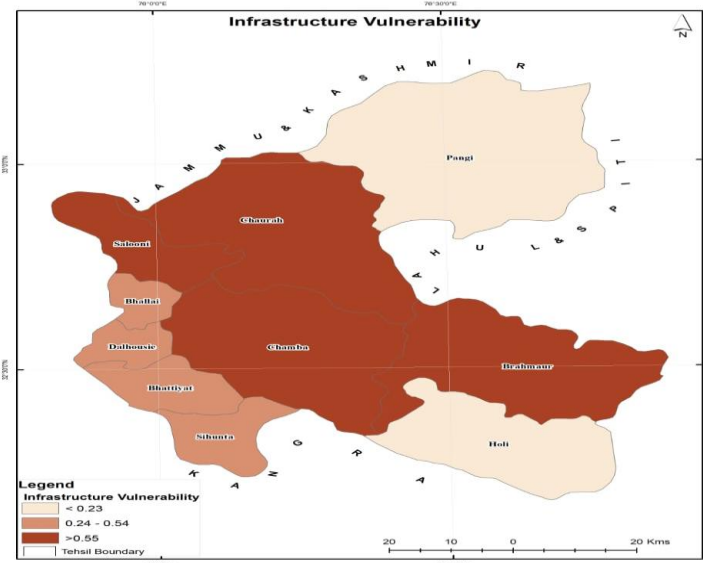 76°0'0"E
76°30'0"E
Infrastructure Vulnerability
N
JAMMU & KASHMIR
LAHUL & SPITI
Pangi
Chaurah
Salooni
Bhallai
Dalhousie
Chamba
Brahmaur
Bhattiyat
Sihunta
Holi
KANGRA
Legend
Infrastructure Vulnerability
< 0.23
0.24 - 0.54
>0.55
Tehsil Boundary
20 10 0 20 Kms